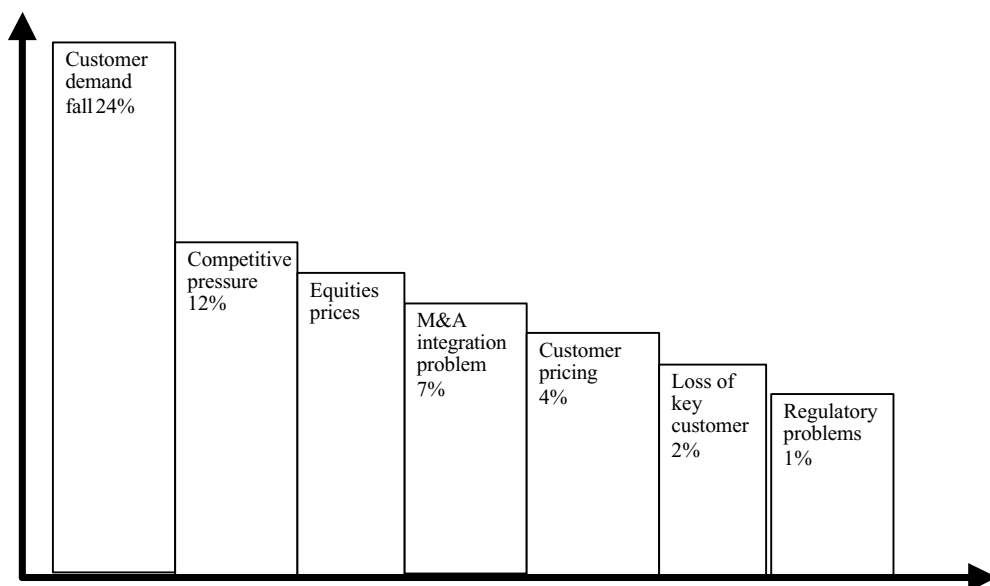 Customer
demand
fall 24%
Competitive
pressure
12%
Equities
prices
M&A
integration
problem
7%
Customer
pricing
4%
Loss of
key
customer
2%
Regulatory
problems
1%